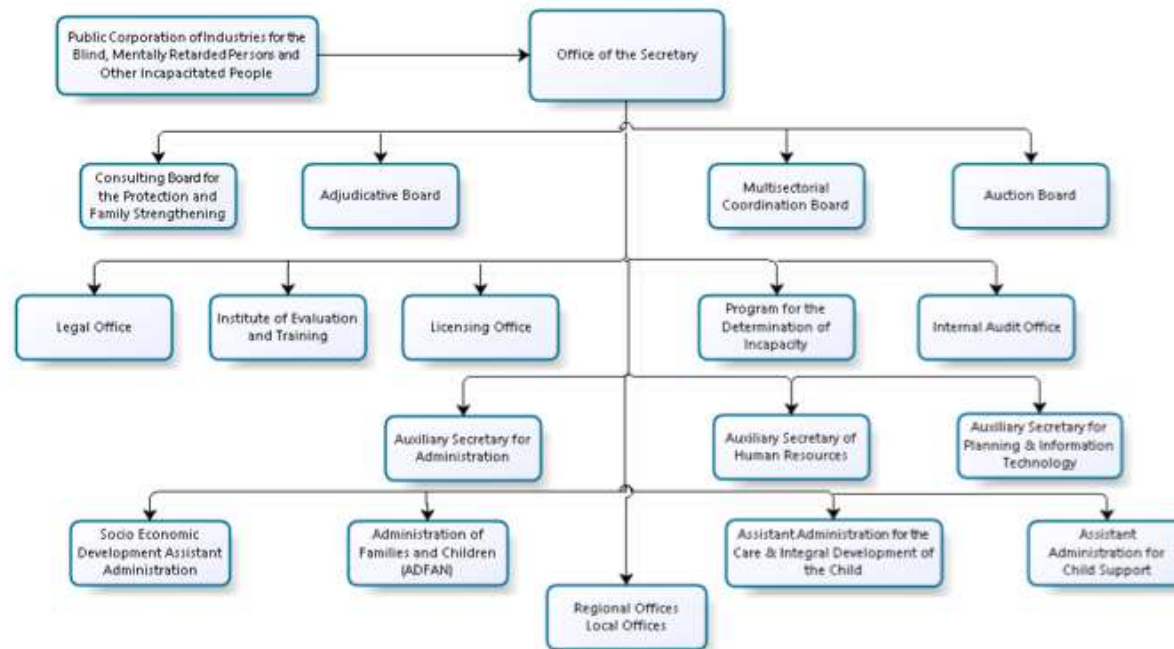 Public Corporation of Industries for the
Blind, Mentally Retarded Persons and
Other Incapacitated People
Office of the Secretary
Consulting Board for
the Protection and
Family Strengthening
Adjudicative Board
Multisectorial
Coordination Board
Auction Board
Legal Office
Institute of Evaluation
and Training
Licensing Office
Program for the
Determination of
Incapacity
Internal Audit Office
Auxiliary Secretary for
Administration
Auxiliary Secretary of
Human Resources
Auxiliary Secretary for
Planning & Information
Technology
Socio Economic
Development Assistant
Administration
Administration of
Families and Children
(ADFAN)
Assistant Administration for the
Care & Integral Development of
the Child
Assistant
Administration for
Child Support
Regional Offices
Local Offices